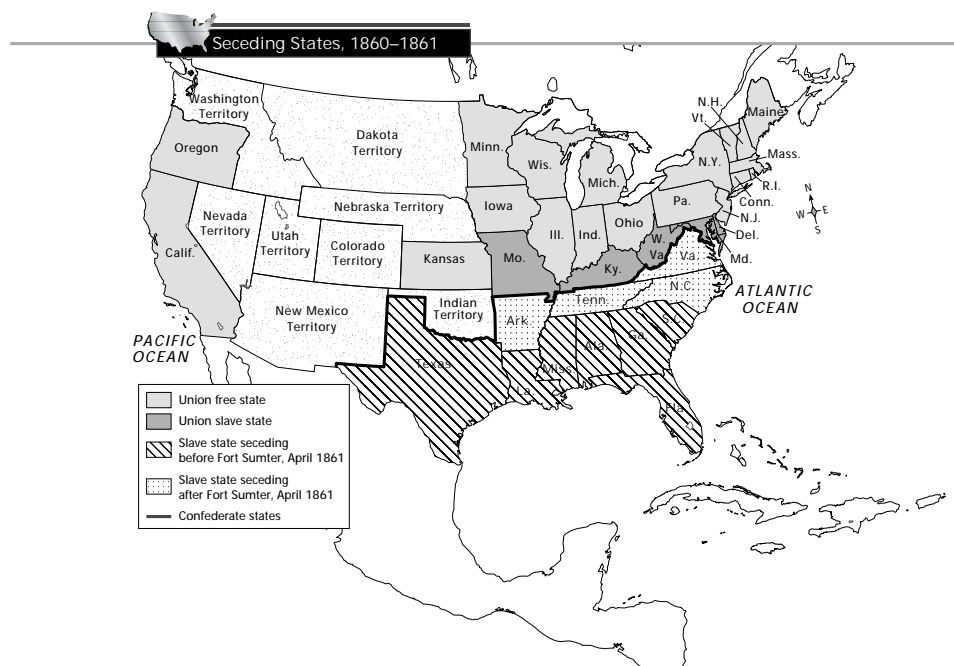 Seceding States, 1860–1861
Washington
Territory
Oregon
Dakota
Territory
Minn.
Wis.
Mich.
N.H.
Vt.
Maine
N.Y.
Mass.
R.I.
Conn.
N.J.
Pa.
Del.
Md.
Nevada
Territory
Utah
Territory
Nebraska Territory
Colorado
Territory
Iowa
Ill.
Ind.
Ohio
W.
Va.
Va.
Calif.
Kansas
Mo.
Ky.
N.C.
Tenn.
New Mexico
Territory
Indian
Territory
Ark.
S.C.
Texas
La.
Miss.
Ala.
Ga.
Fla.
N
W
E
S
PACIFIC
OCEAN
ATLANTIC
OCEAN
Union free state
Union slave state
Slave state seceding
before Fort Sumter, April 1861
Slave state seceding
after Fort Sumter, April 1861
Confederate states